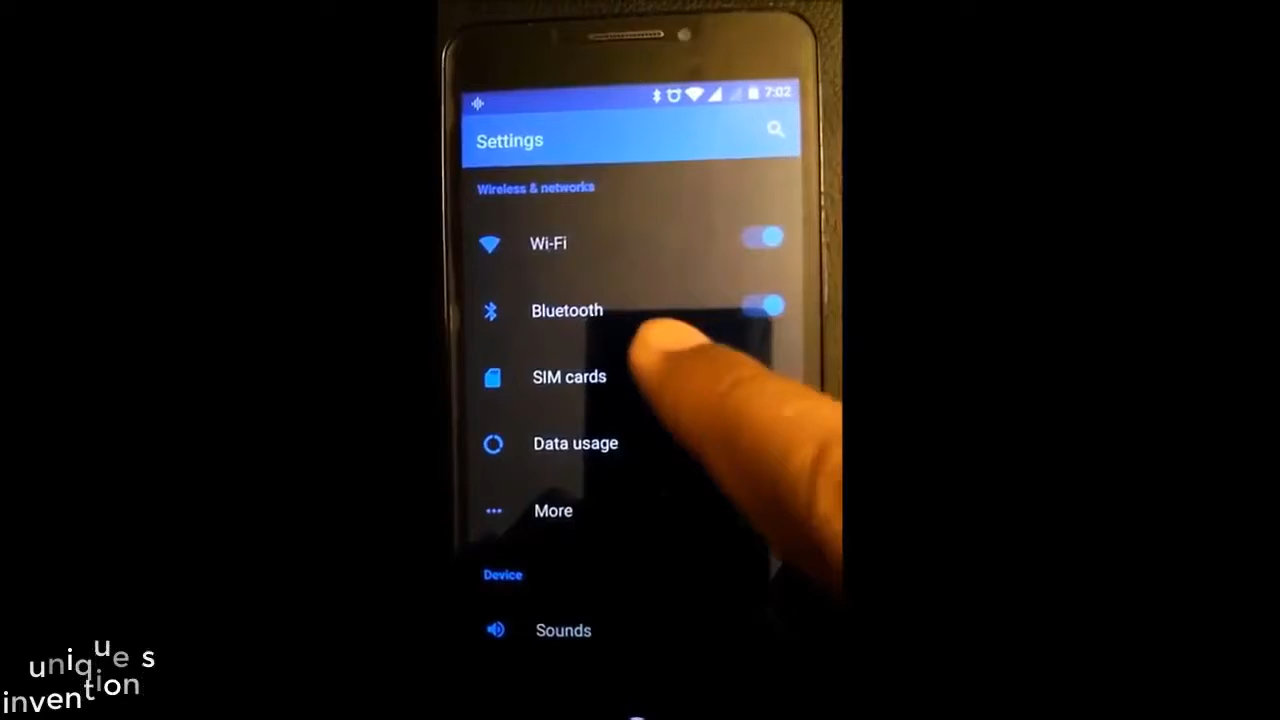 7:02
Settings
Wireless & networks
Wi-Fi
Bluetooth
SIM cards
Data usage
More
Device
Sounds
uniques
invention